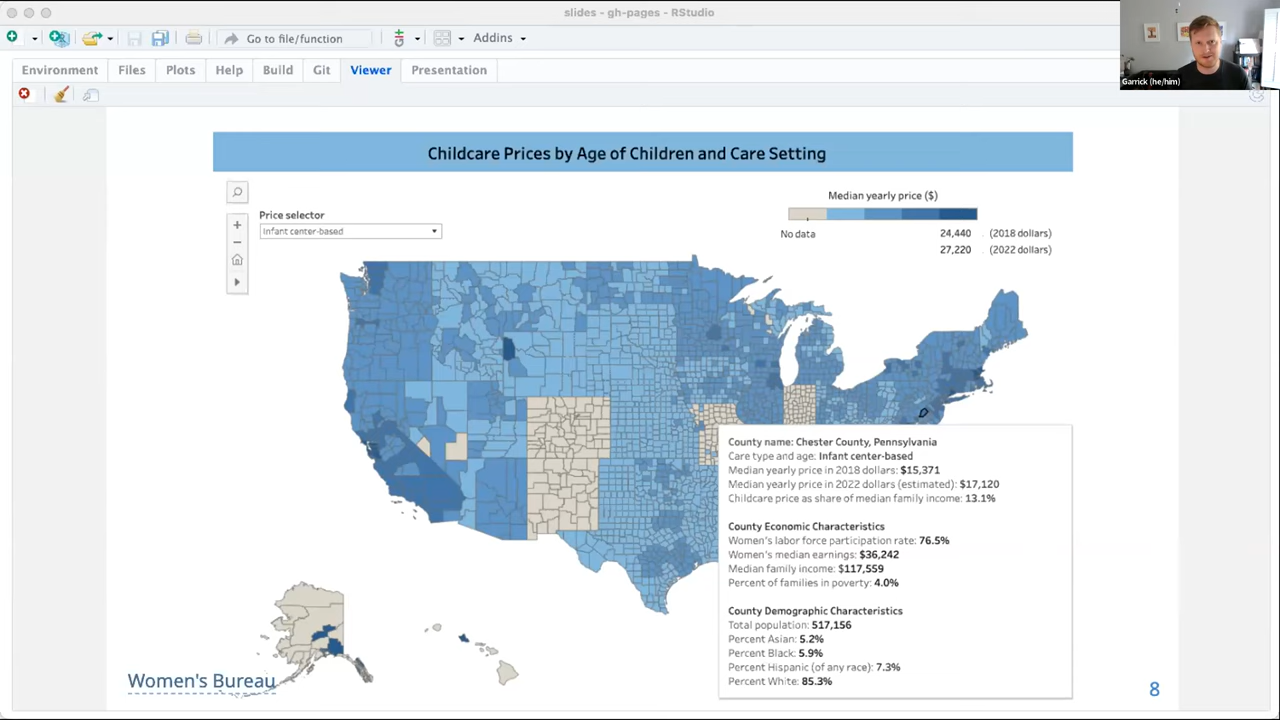 slides - gh-pages - RStudio
Go to file/function
Addins
Garrick (he/him)
Environment
Files
Plots
Help
Build
Git
Viewer
Presentation
Childcare Prices by Age of Children and Care Setting
Price selector
Infant center-based
Median yearly price ($)
No data
24,440 (2018 dollars)
27,220 (2022 dollars)
County name: Chester County, Pennsylvania
Care type and age: Infant center-based
Median yearly price in 2018 dollars: $15,371
Median yearly price in 2022 dollars (estimated): $17,120
Childcare price as share of median family income: 13.1%
County Economic Characteristics
Women's labor force participation rate: 76.5%
Women's median earnings: $36,242
Median family income: $117,559
Percent of families in poverty: 4.0%
County Demographic Characteristics
Total population: 517,156
Percent Asian: 5.2%
Percent Black: 5.9%
Percent Hispanic (of any race): 7.3%
Percent White: 85.3%
Women's Bureau
8